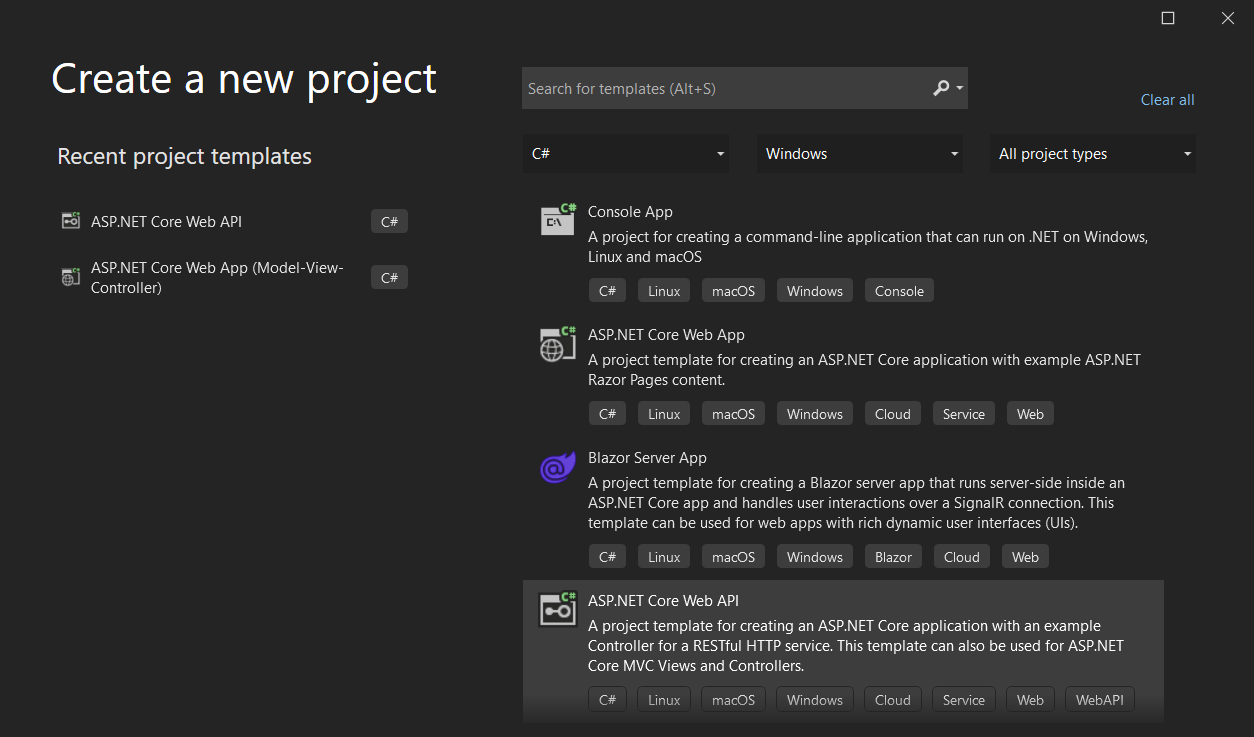 Create a new project
Search for templates (Alt+S)
Clear all
Recent project templates
C#
Windows
All project types
ASP.NET Core Web API
C#
ASP.NET Core Web App (Model-View-
Controller)
C#
C#
C:\
Console App
A project for creating a command-line application that can run on .NET on Windows,
Linux and macOS
C# Linux macOS Windows Console
C#
ASP.NET Core Web App
A project template for creating an ASP.NET Core application with example ASP.NET
Razor Pages content.
C# Linux macOS Windows Cloud Service Web
Blazor Server App
A project template for creating a Blazor server app that runs server-side inside an
ASP.NET Core app and handles user interactions over a SignalR connection. This
template can be used for web apps with rich dynamic user interfaces (UIs).
C# Linux macOS Windows Blazor Cloud Web
C#
ASP.NET Core Web API
A project template for creating an ASP.NET Core application with an example
Controller for a RESTful HTTP service. This template can also be used for ASP.NET
Core MVC Views and Controllers.
C# Linux macOS Windows Cloud Service Web WebAPI